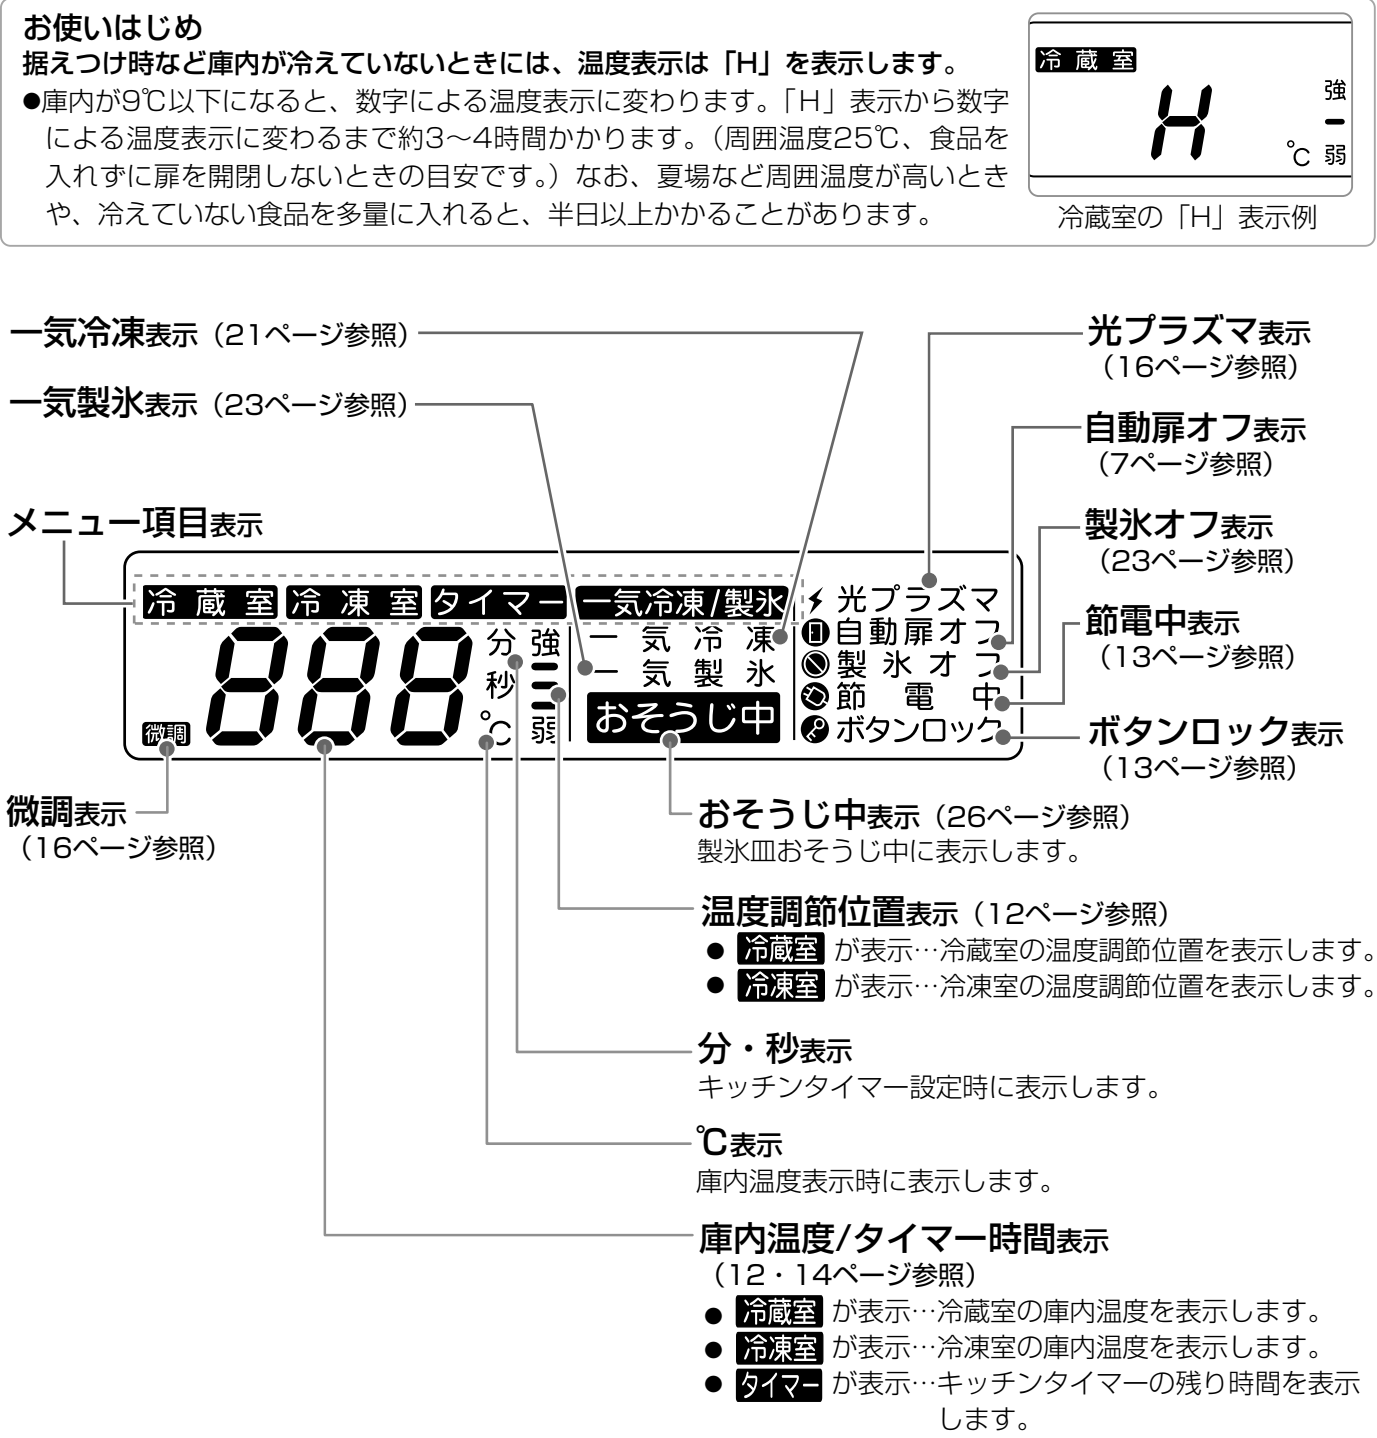 お使いはじめ
据えつけ時など庫内が冷えていないときには、温度表示は「H」を表示します。
●庫内が9℃以下になると、数字による温度表示に変わります。「H」表示から数字
による温度表示に変わるまで約3〜4時間かかります。（周囲温度25℃、食品を
入れずに扉を開閉しないときの目安です。）なお、夏場など周囲温度が高いとき
や、冷えていない食品を多量に入れると、半日以上かかることがあります。
冷蔵室
H
強
℃ 弱
冷蔵室の「H」表示例
一気冷凍表示（21ページ参照）
一気製氷表示（23ページ参照）
メニュー項目表示
光プラズマ表示
（16ページ参照）
自動扉オフ表示
（7ページ参照）
製氷オフ表示
（23ページ参照）
節電中表示
（13ページ参照）
ボタンロック表示
（13ページ参照）
冷蔵室 冷凍室 タイマー 一気冷凍/製氷
888
分
秒
℃
強
弱
微調
一気冷凍
一気製氷
おそうじ中
光プラズマ
自動扉オフ
製氷オフ
節電中
ボタンロック
微調表示
（16ページ参照）
おそうじ中表示（26ページ参照）
製氷皿おそうじ中に表示します。
温度調節位置表示（12ページ参照）
● 冷蔵室 が表示…冷蔵室の温度調節位置を表示します。
● 冷凍室 が表示…冷凍室の温度調節位置を表示します。
分・秒表示
キッチンタイマー設定時に表示します。
℃表示
庫内温度表示時に表示します。
庫内温度/タイマー時間表示
（12・14ページ参照）
● 冷蔵室 が表示…冷蔵室の庫内温度を表示します。
● 冷凍室 が表示…冷凍室の庫内温度を表示します。
● タイマー が表示…キッチンタイマーの残り時間を表示
します。